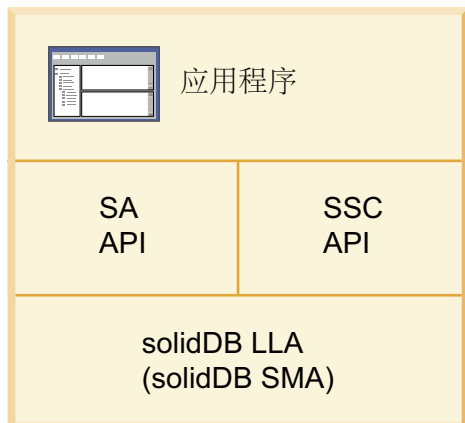 应用程序
SA
API
SSC
API
solidDB LLA
(solidDB SMA)